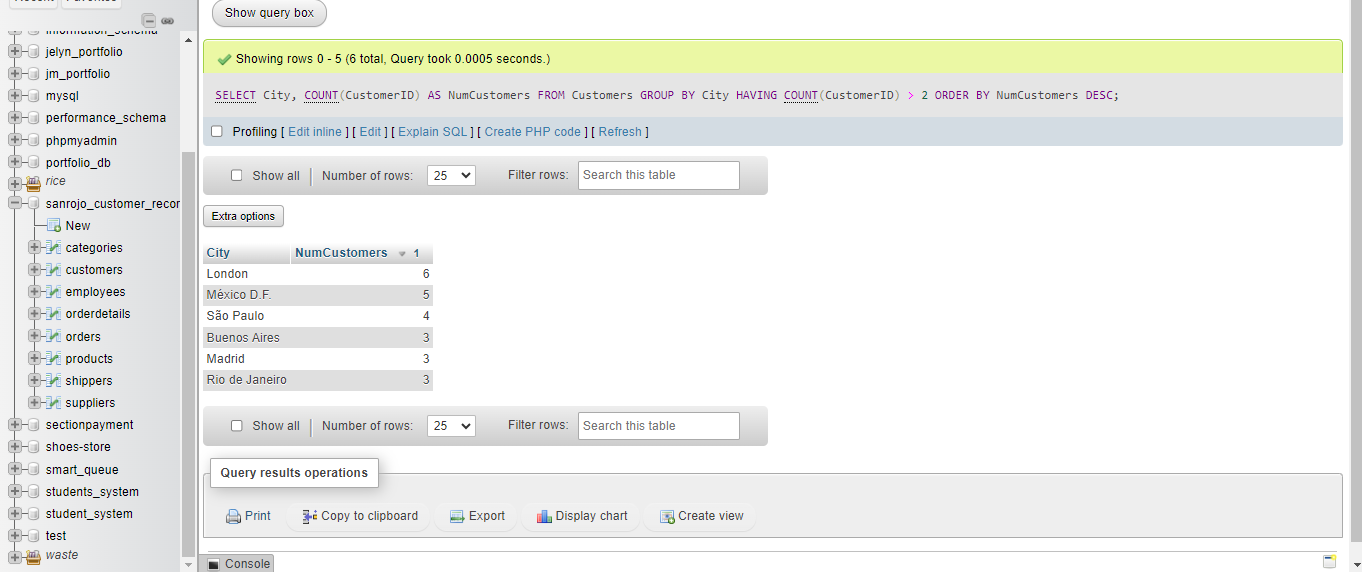 Recent Favorites
Show query box
information_schema
jelyn_portfolio
jm_portfolio
mysql
performance_schema
phpmyadmin
portfolio_db
rice
sanrojo_customer_recor
New
categories
customers
employees
orderdetails
orders
products
shippers
suppliers
sectionpayment
shoes-store
smart_queue
students_system
student_system
test
waste
Showing rows 0 - 5 (6 total, Query took 0.0005 seconds.)
SELECT City, COUNT(CustomerID) AS NumCustomers FROM Customers GROUP BY City HAVING COUNT(CustomerID) > 2 ORDER BY NumCustomers DESC;
Profiling [ Edit inline ] [ Edit ] [ Explain SQL ] [ Create PHP code ] [ Refresh ]
Show all | Number of rows: 25 Filter rows: Search this table
Extra options
City NumCustomers 1
London 6
México D.F. 5
São Paulo 4
Buenos Aires 3
Madrid 3
Rio de Janeiro 3
Show all | Number of rows: 25 Filter rows: Search this table
Query results operations
Print Copy to clipboard Export Display chart Create view
Console